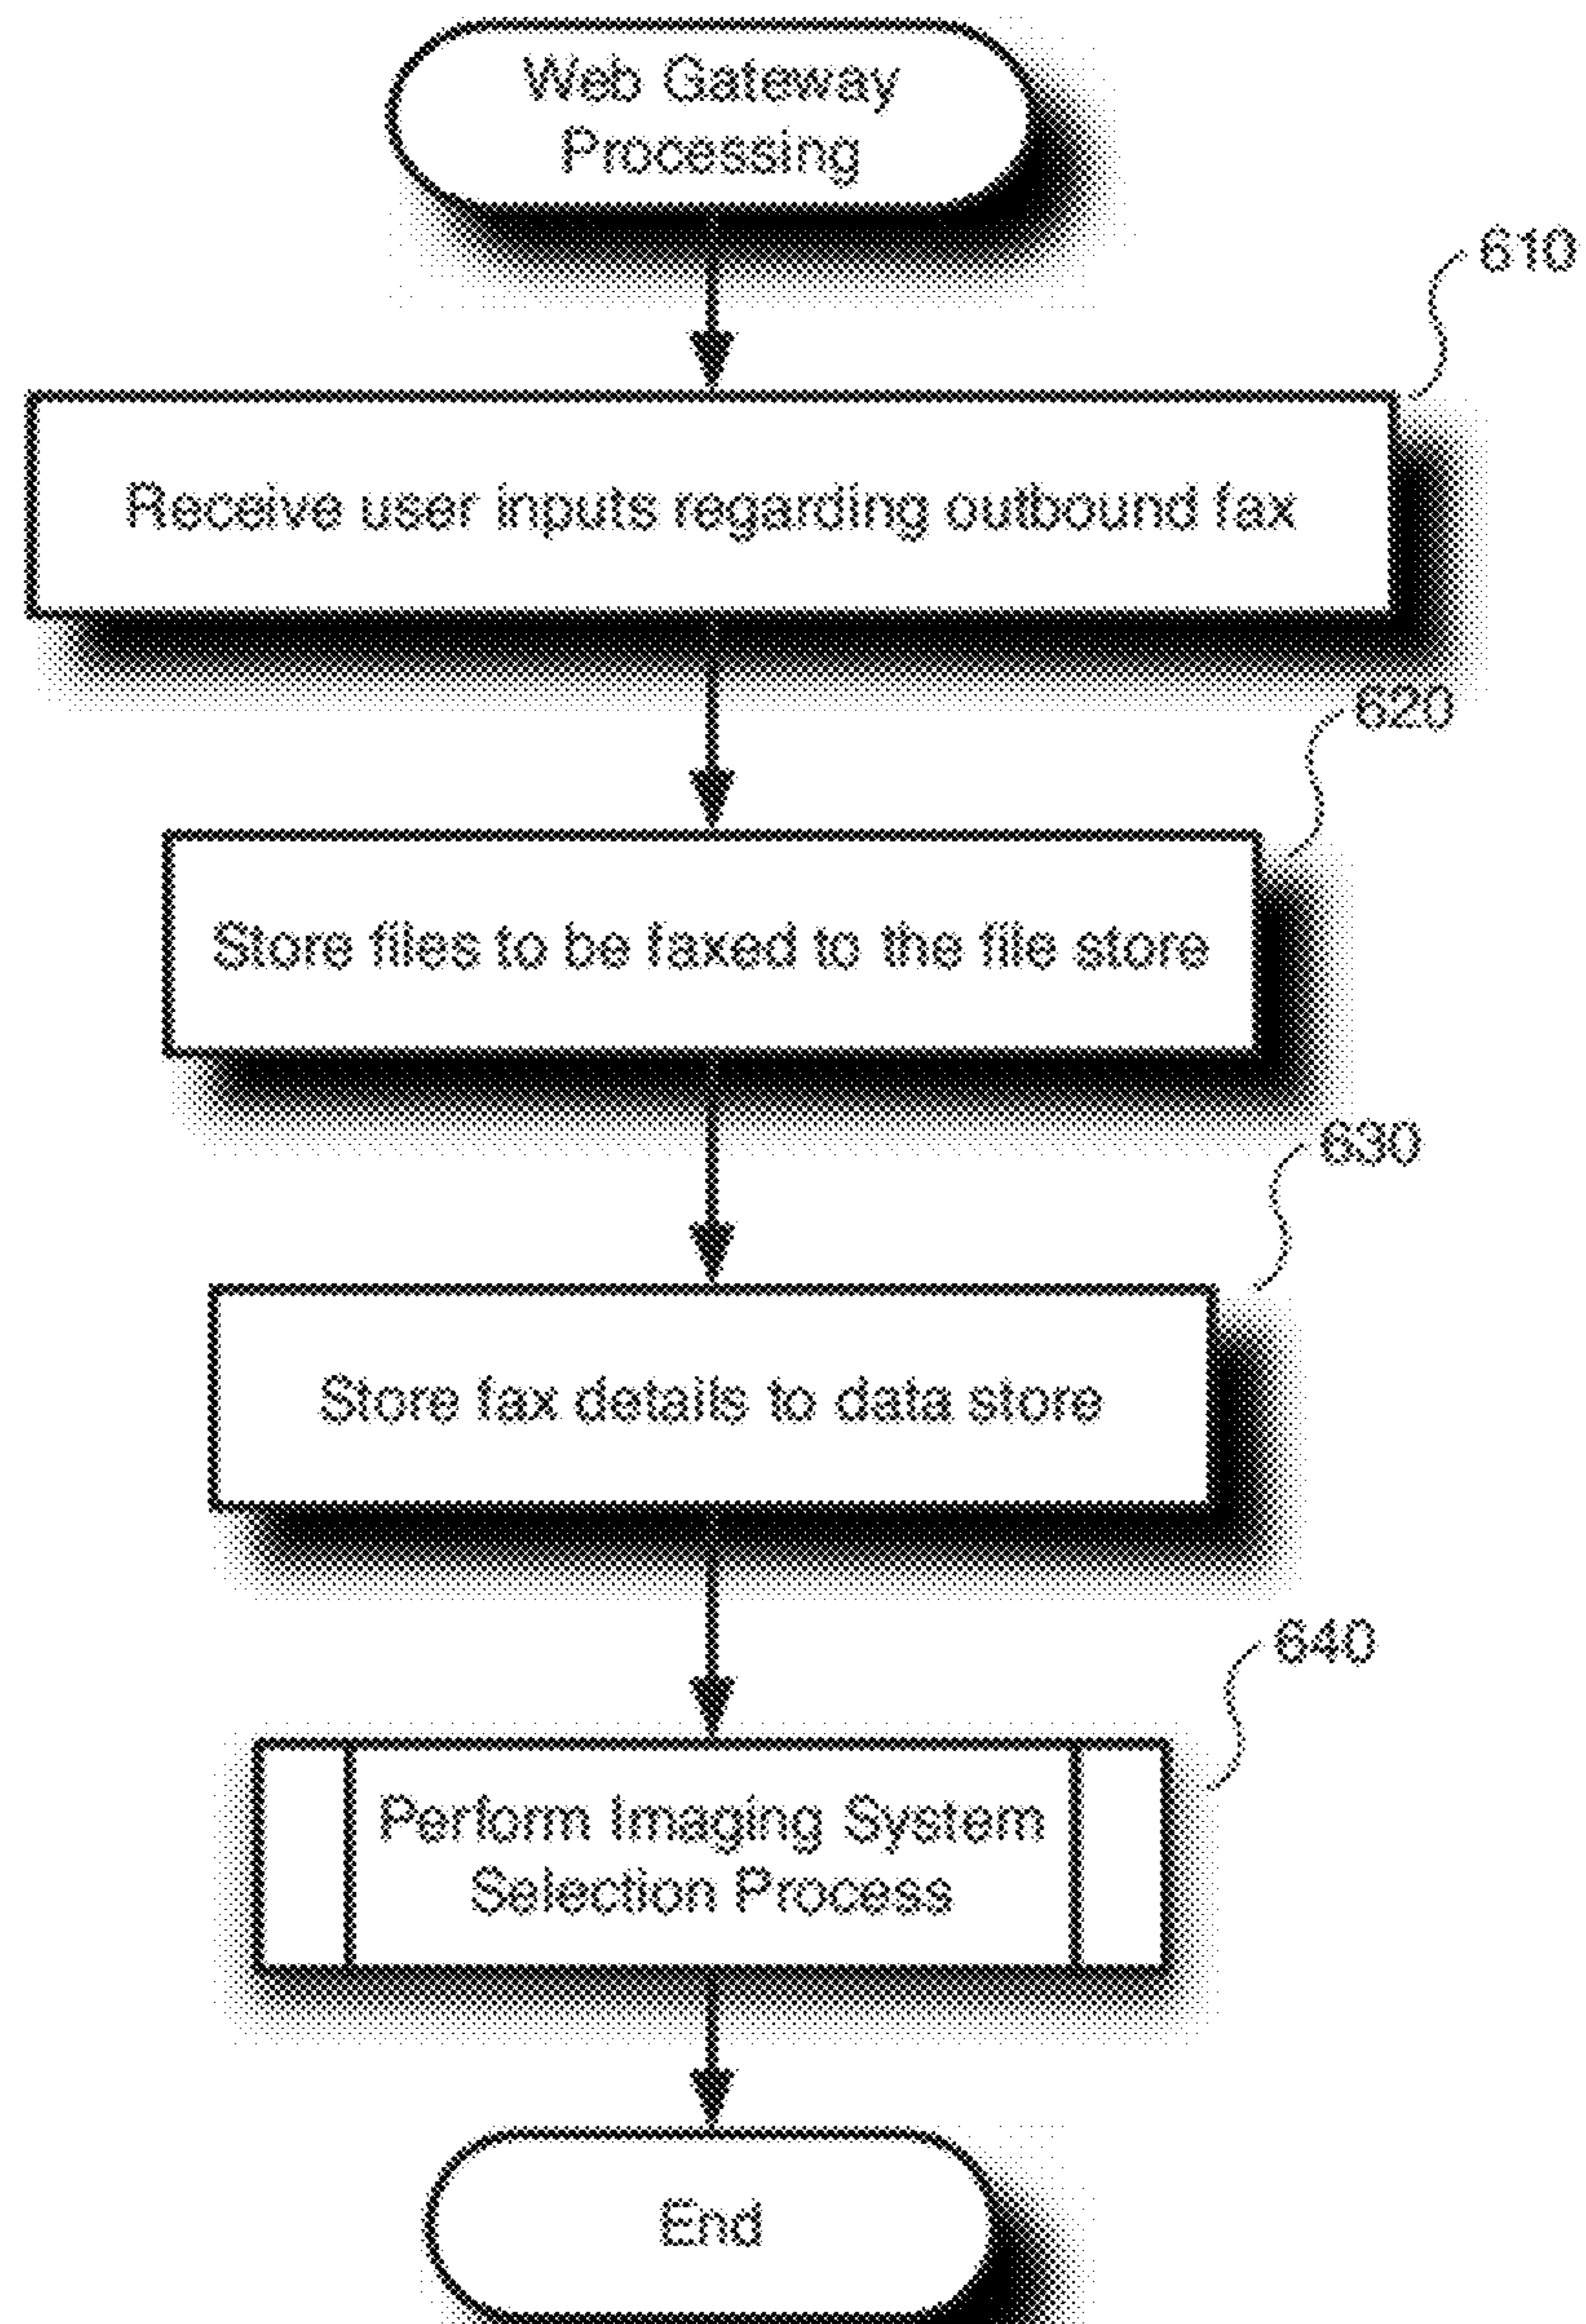 Web Gateway
Processing
610
Receive user inputs regarding outbound fax
620
Store files to be faxed to the file store
630
Store fax details to data store
640
Perform Imaging System
Selection Process
End